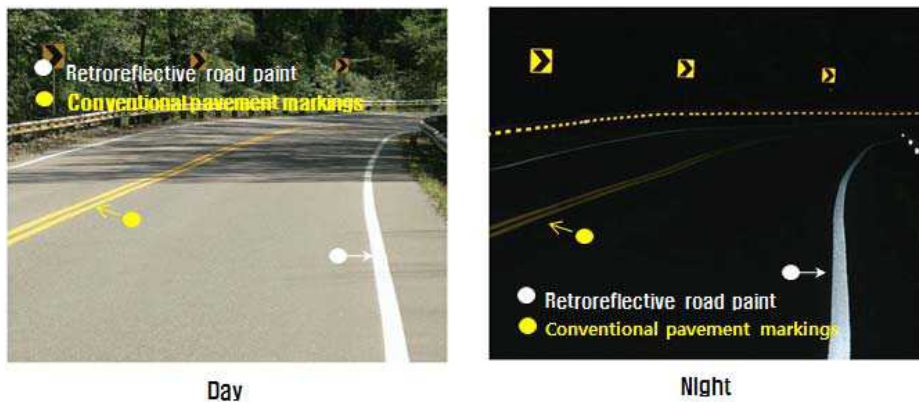 Retroreflective road paint
Conventional pavement markings
Retroreflective road paint
Conventional pavement markings
Day
Night